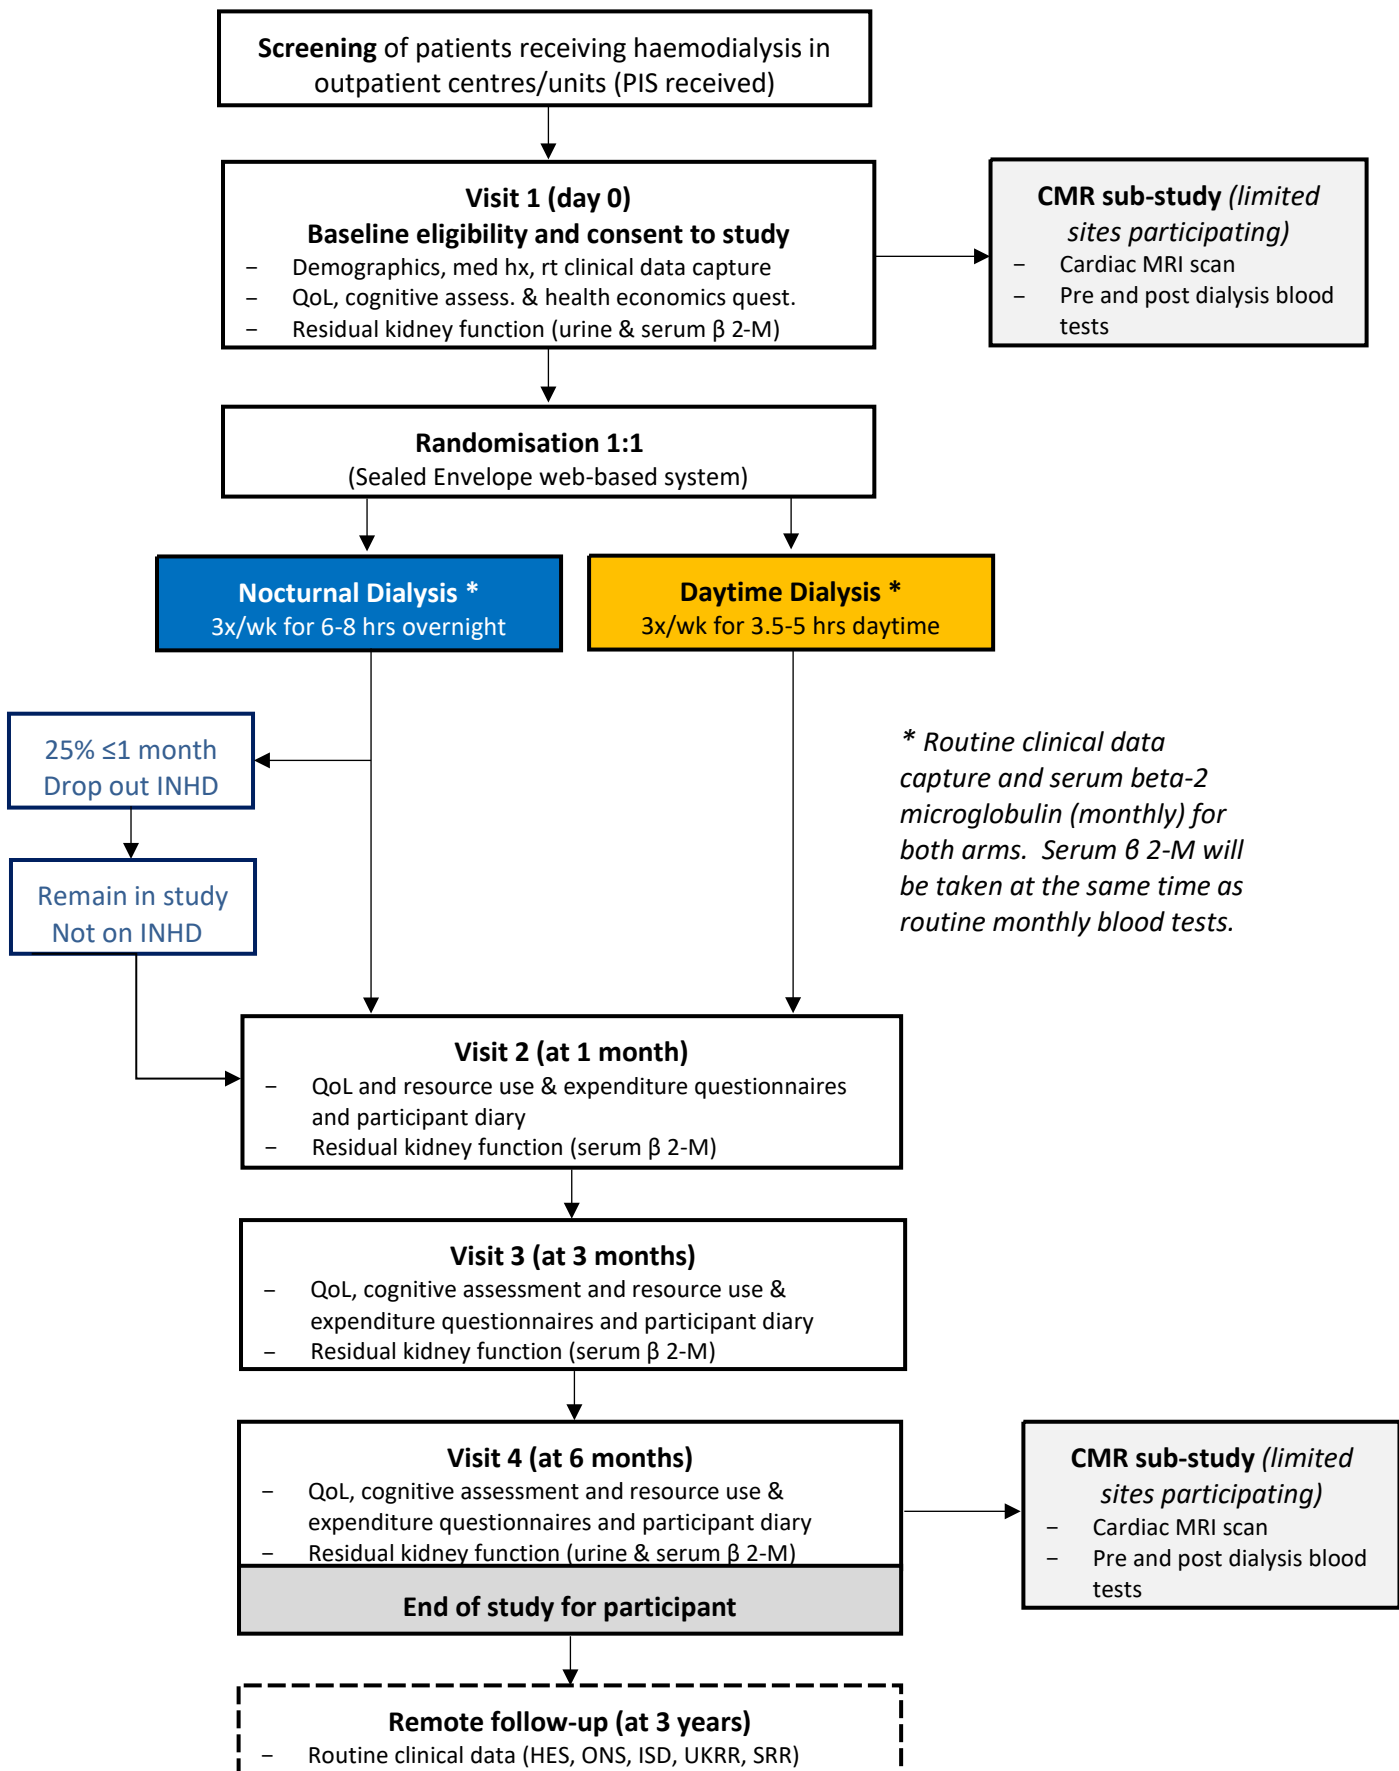 Screening of patients receiving haemodialysis in
outpatient centres/units (PIS received)
Visit 1 (day 0)
Baseline eligibility and consent to study
- Demographics, med hx, rt clinical data capture
- QoL, cognitive assess. & health economics quest.
- Residual kidney function (urine & serum β 2-M)
CMR sub-study (limited
sites participating)
- Cardiac MRI scan
- Pre and post dialysis blood
tests
Randomisation 1:1
(Sealed Envelope web-based system)
Nocturnal Dialysis *
3x/wk for 6-8 hrs overnight
Daytime Dialysis *
3x/wk for 3.5-5 hrs daytime
25% ≤1 month
Drop out INHD
Remain in study
Not on INHD
* Routine clinical data
capture and serum beta-2
microglobulin (monthly) for
both arms. Serum β 2-M will
be taken at the same time as
routine monthly blood tests.
Visit 2 (at 1 month)
- QoL and resource use & expenditure questionnaires
and participant diary
- Residual kidney function (serum β 2-M)
Visit 3 (at 3 months)
- QoL, cognitive assessment and resource use &
expenditure questionnaires and participant diary
- Residual kidney function (serum β 2-M)
Visit 4 (at 6 months)
- QoL, cognitive assessment and resource use &
expenditure questionnaires and participant diary
- Residual kidney function (urine & serum β 2-M)
End of study for participant
CMR sub-study (limited
sites participating)
- Cardiac MRI scan
- Pre and post dialysis blood
tests
Remote follow-up (at 3 years)
- Routine clinical data (HES, ONS, ISD, UKRR, SRR)